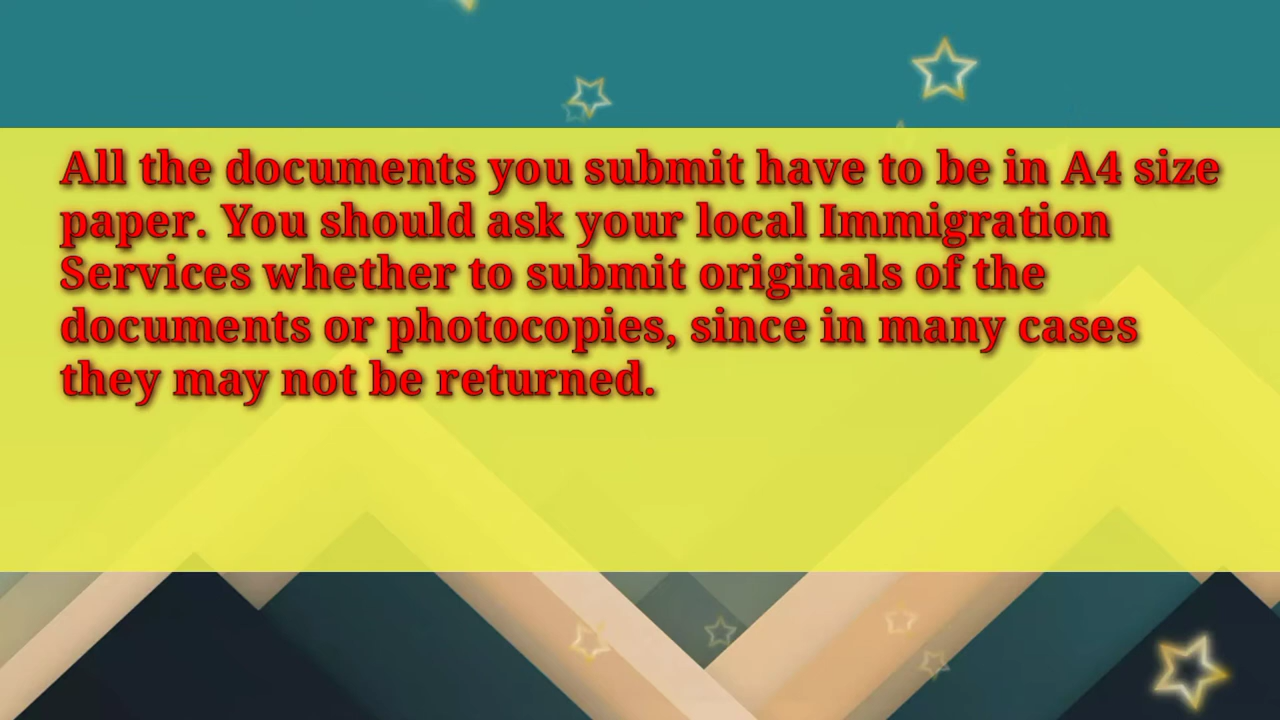 All the documents you submit have to be in A4 size
paper. You should ask your local Immigration
Services whether to submit originals of the
documents or photocopies, since in many cases
they may not be returned.